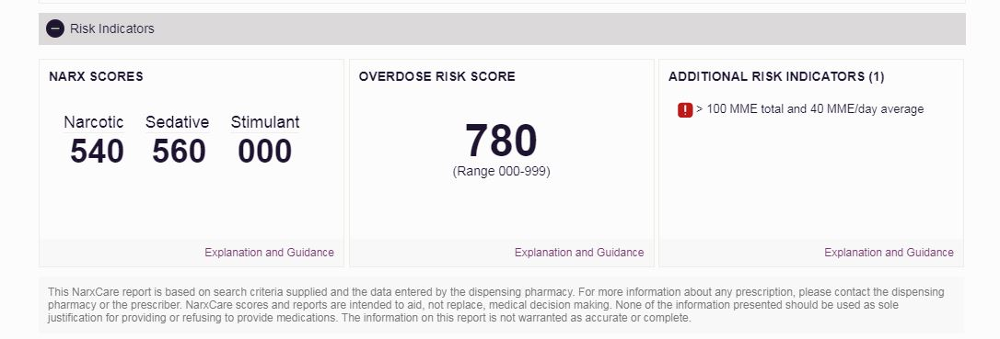 Risk Indicators
NARX SCORES
Narcotic Sedative Stimulant
540 560 000
Explanation and Guidance
OVERDOSE RISK SCORE
780
(Range 000-999)
Explanation and Guidance
ADDITIONAL RISK INDICATORS (1)
! > 100 MME total and 40 MME/day average
Explanation and Guidance
This NarxCare report is based on search criteria supplied and the data entered by the dispensing pharmacy. For more information about any prescription, please contact the dispensing
pharmacy or the prescriber. NarxCare scores and reports are intended to aid, not replace, medical decision making. None of the information presented should be used as sole
justification for providing or refusing to provide medications. The information on this report is not warranted as accurate or complete.